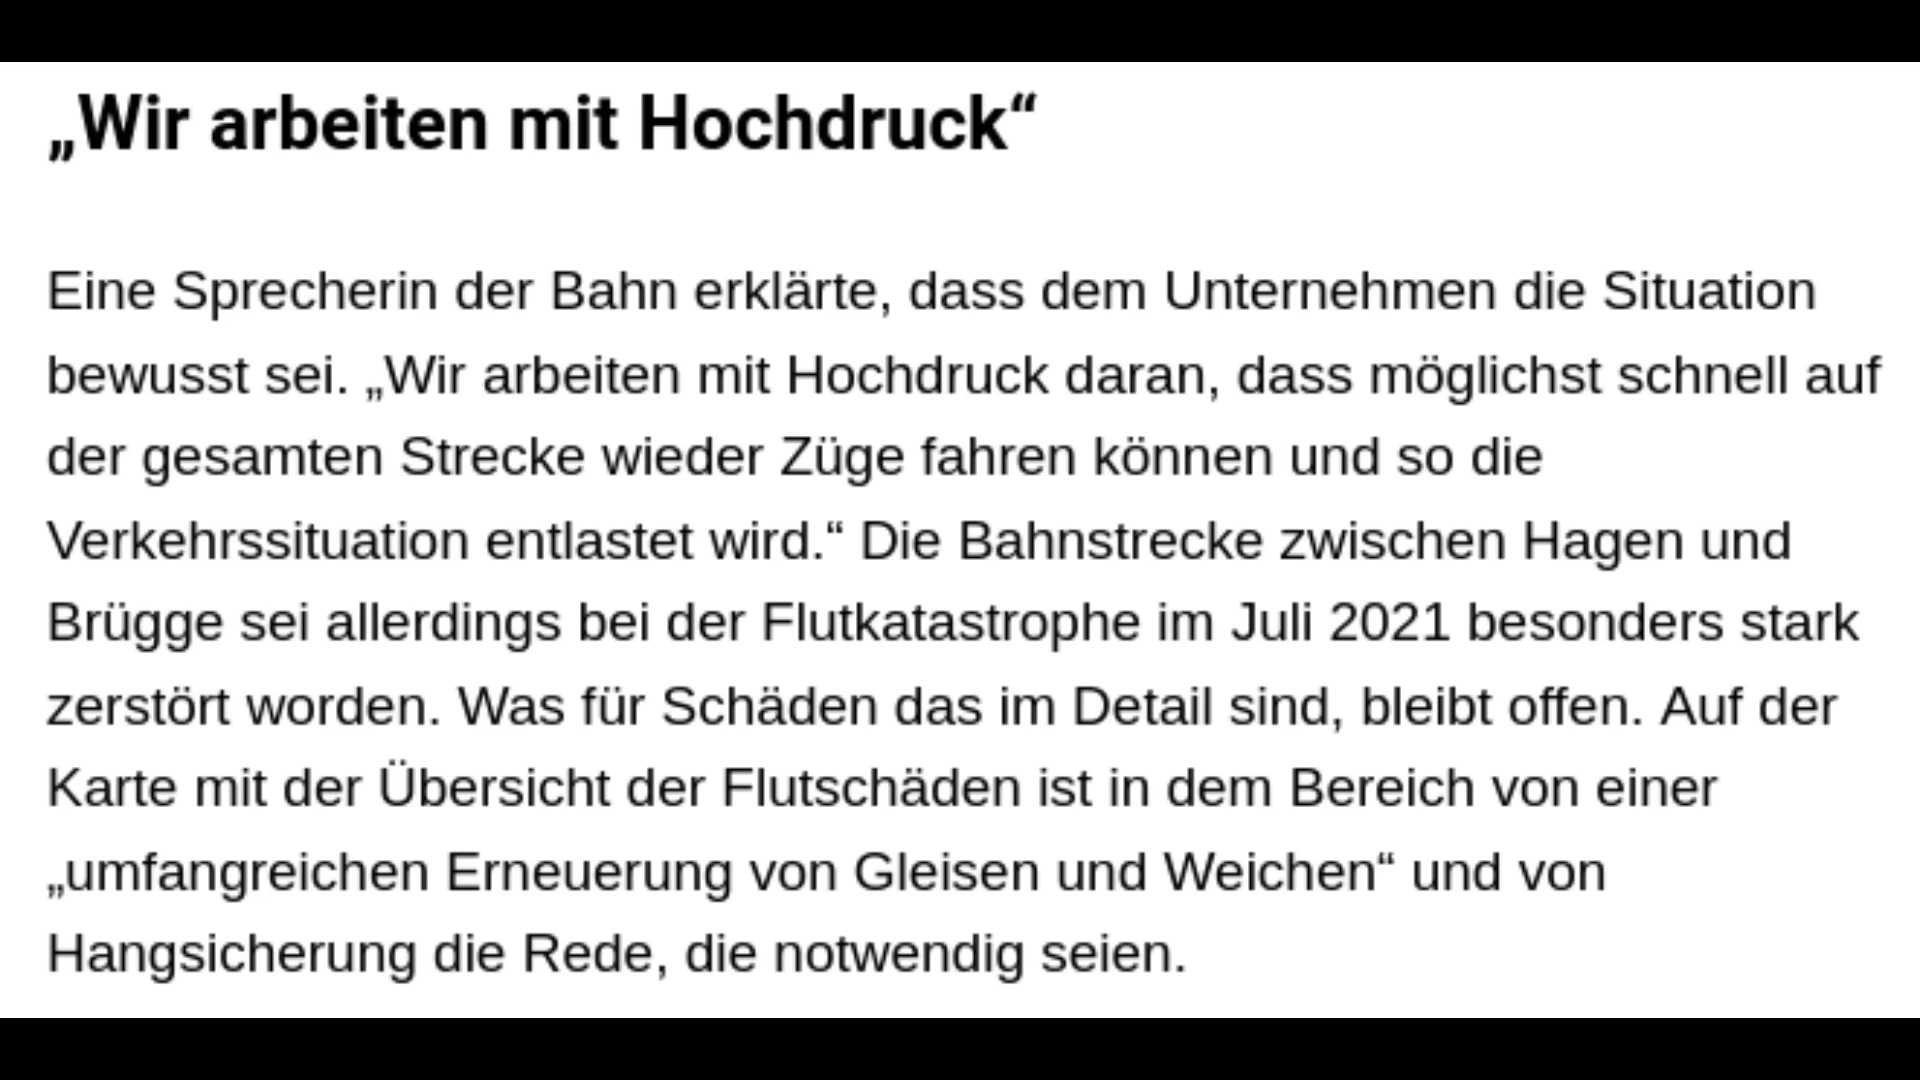 „Wir arbeiten mit Hochdruck“
Eine Sprecherin der Bahn erklärte, dass dem Unternehmen die Situation
bewusst sei. „Wir arbeiten mit Hochdruck daran, dass möglichst schnell auf
der gesamten Strecke wieder Züge fahren können und so die
Verkehrssituation entlastet wird.“ Die Bahnstrecke zwischen Hagen und
Brügge sei allerdings bei der Flutkatastrophe im Juli 2021 besonders stark
zerstört worden. Was für Schäden das im Detail sind, bleibt offen. Auf der
Karte mit der Übersicht der Flutschäden ist in dem Bereich von einer
„umfangreichen Erneuerung von Gleisen und Weichen“ und von
Hangsicherung die Rede, die notwendig seien.